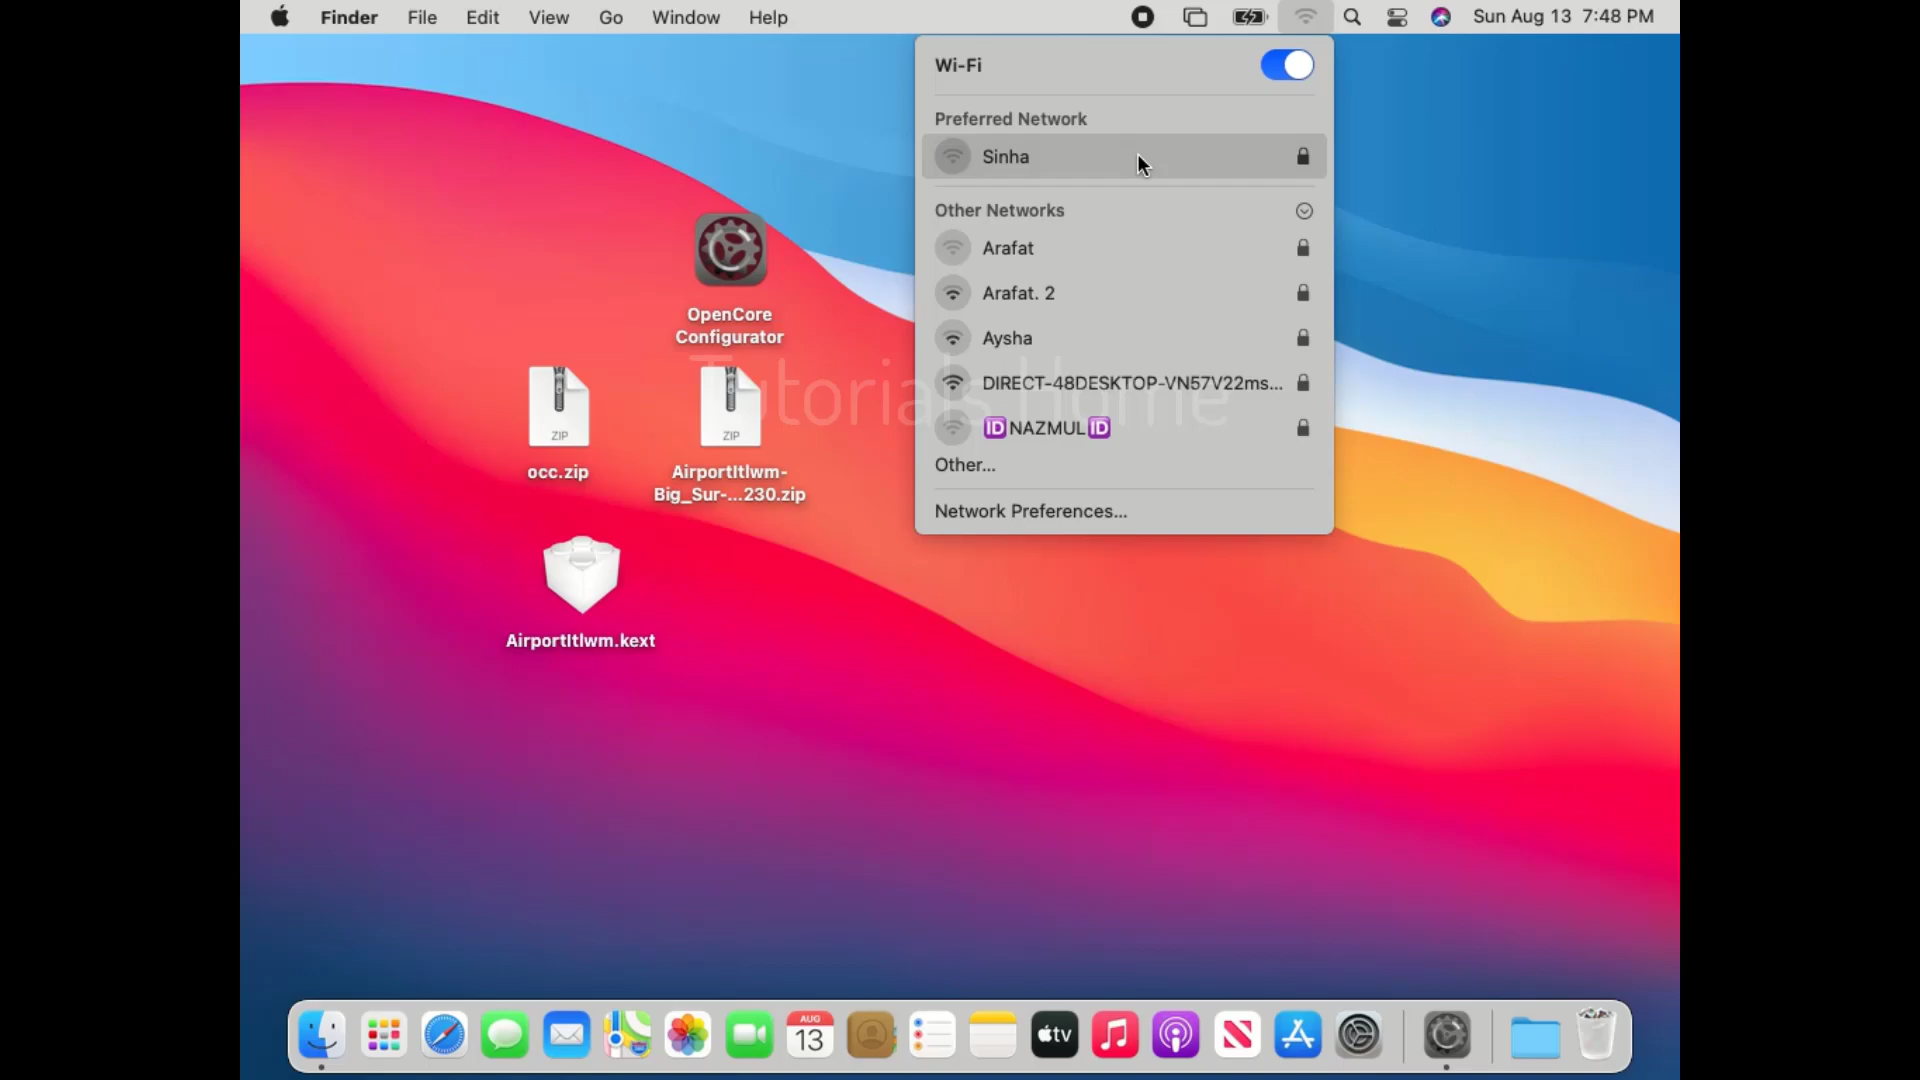 Finder File Edit View Go Window Help Sun Aug 13 7:48 PM
Wi-Fi
Preferred Network
Sinha
Other Networks
Arafat
Arafat. 2
Aysha
DIRECT-48DESKTOP-VN57V22ms...
🆔NAZMUL🆔
Other...
Network Preferences...
OpenCore
Configurator
Tutorials Home
ZIP
occ.zip
ZIP
AirportItlwm-
Big_Sur-...230.zip
AirportItlwm.kext
AUG
13
tv